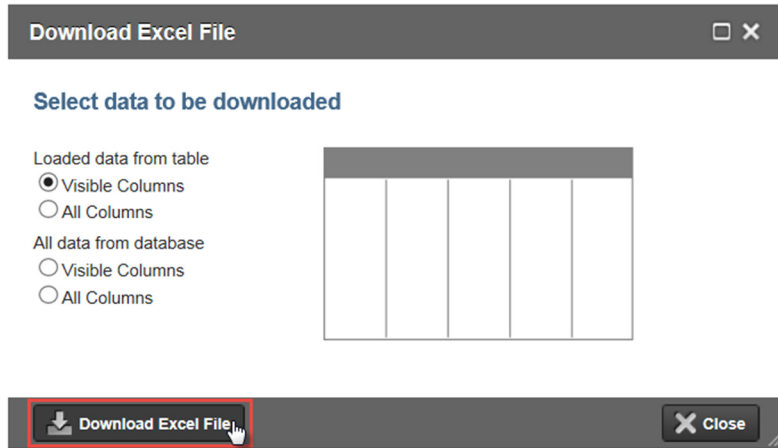 Download Excel File
Select data to be downloaded
Loaded data from table
Visible Columns
All Columns
All data from database
Visible Columns
All Columns
Download Excel File
Close